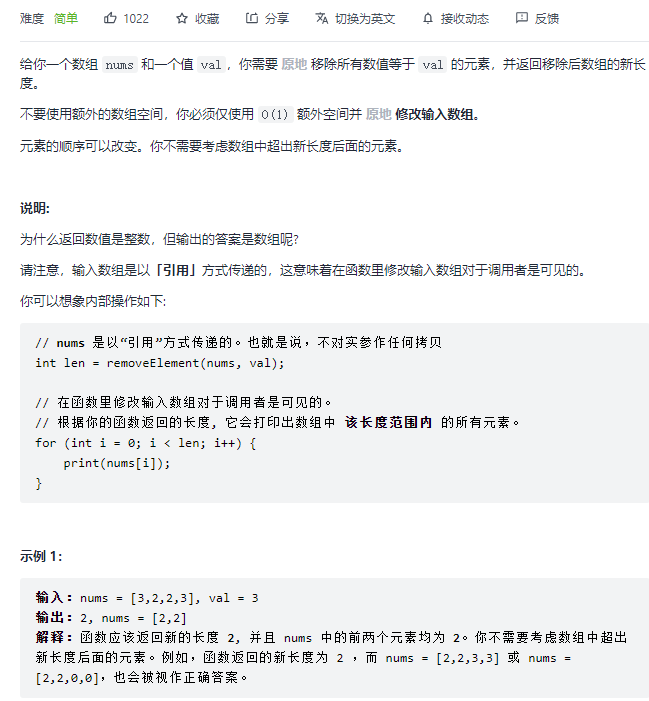 难度 简单 1022 收藏 分享 切换为英文 接收动态 反馈
给你一个数组 nums 和一个值 val，你需要 原地 移除所有数值等于 val 的元素，并返回移除后数组的新长
度。
不要使用额外的数组空间，你必须仅使用 O(1) 额外空间并 原地 修改输入数组。
元素的顺序可以改变。你不需要考虑数组中超出新长度后面的元素。
说明:
为什么返回数值是整数，但输出的答案是数组呢?
请注意，输入数组是以「引用」方式传递的，这意味着在函数里修改输入数组对于调用者是可见的。
你可以想象内部操作如下:
// nums 是以“引用”方式传递的。也就是说，不对实参作任何拷贝
int len = removeElement(nums, val);
// 在函数里修改输入数组对于调用者是可见的。
// 根据你的函数返回的长度, 它会打印出数组中 该长度范围内 的所有元素。
for (int i = 0; i < len; i++) {
    print(nums[i]);
}
示例 1：
输入：nums = [3,2,2,3], val = 3
输出：2, nums = [2,2]
解释：函数应该返回新的长度 2, 并且 nums 中的前两个元素均为 2。你不需要考虑数组中超出
新长度后面的元素。例如，函数返回的新长度为 2 ，而 nums = [2,2,3,3] 或 nums =
[2,2,0,0]，也会被视作正确答案。